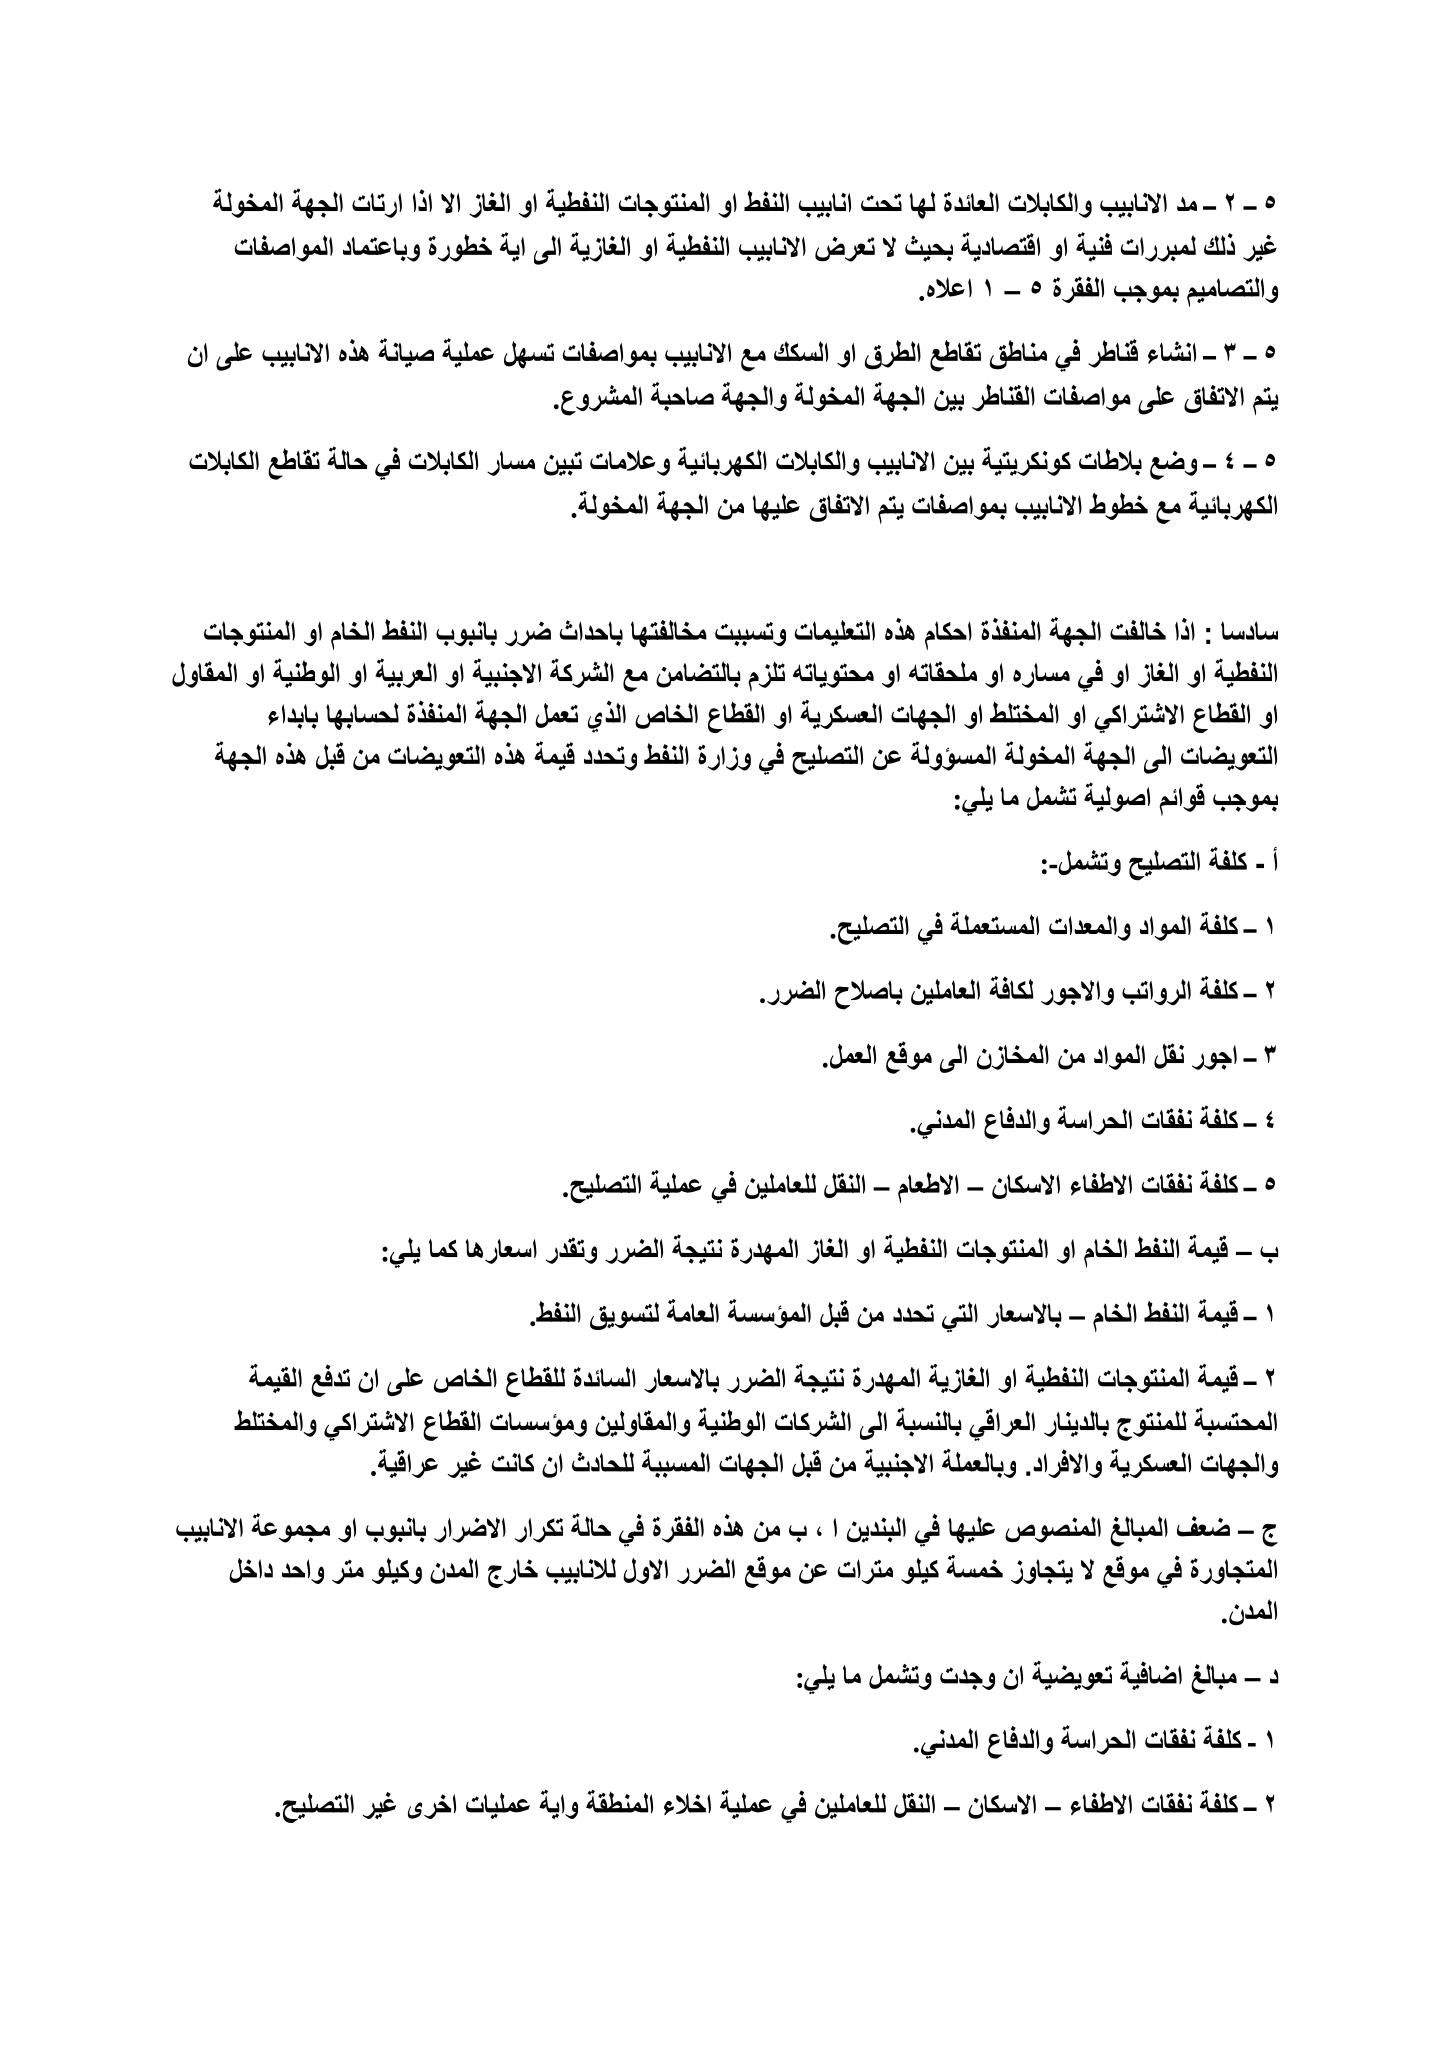 ٥ – ٢ – مد الانابيب والكابلات العائدة لها تحت انابيب النفط او المنتوجات النفطية او الغاز الا اذا ارتات الجهة المخولة
غير ذلك لمبررات فنية او اقتصادية بحيث لا تعرض الانابيب النفطية او الغازية الى اية خطورة وباعتماد المواصفات
والتصاميم بموجب الفقرة ٥ – ١ اعلاه.
٥ – ٣ – انشاء قناطر في مناطق تقاطع الطرق او السكك مع الانابيب بمواصفات تسهل عملية صيانة هذه الانابيب على ان
يتم الاتفاق على مواصفات القناطر بين الجهة المخولة والجهة صاحبة المشروع.
٥ – ٤ – وضع بلاطات كونكريتية بين الانابيب والكابلات الكهربائية وعلامات تبين مسار الكابلات في حالة تقاطع الكابلات
الكهربائية مع خطوط الانابيب بمواصفات يتم الاتفاق عليها من الجهة المخولة.
سادسا : اذا خالفت الجهة المنفذة احكام هذه التعليمات وتسببت مخالفتها باحداث ضرر بانبوب النفط الخام او المنتوجات
النفطية او الغاز او في مساره او ملحقاته او محتوياته تلزم بالتضامن مع الشركة الاجنبية او العربية او الوطنية او المقاول
او القطاع الاشتراكي او المختلط او الجهات العسكرية او القطاع الخاص الذي تعمل الجهة المنفذة لحسابها بابداء
التعويضات الى الجهة المخولة المسؤولة عن التصليح في وزارة النفط وتحدد قيمة هذه التعويضات من قبل هذه الجهة
بموجب قوائم اصولية تشمل ما يلي:
أ - كلفة التصليح وتشمل-:
١ – كلفة المواد والمعدات المستعملة في التصليح.
٢ – كلفة الرواتب والاجور لكافة العاملين باصلاح الضرر.
٣ – اجور نقل المواد من المخازن الى موقع العمل.
٤ – كلفة نفقات الحراسة والدفاع المدني.
٥ – كلفة نفقات الاطفاء الاسكان – الاطعام – النقل للعاملين في عملية التصليح.
ب – قيمة النفط الخام او المنتوجات النفطية او الغاز المهدرة نتيجة الضرر وتقدر اسعارها كما يلي:
١ – قيمة النفط الخام – بالاسعار التي تحدد من قبل المؤسسة العامة لتسويق النفط.
٢ – قيمة المنتوجات النفطية او الغازية المهدرة نتيجة الضرر بالاسعار السائدة للقطاع الخاص على ان تدفع القيمة
المحتسبة للمنتوج بالدينار العراقي بالنسبة الى الشركات الوطنية والمقاولين ومؤسسات القطاع الاشتراكي والمختلط
والجهات العسكرية والافراد. وبالعملة الاجنبية من قبل الجهات المسببة للحادث ان كانت غير عراقية.
ج – ضعف المبالغ المنصوص عليها في البندين ا ، ب من هذه الفقرة في حالة تكرار الاضرار بانبوب او مجموعة الانابيب
المتجاورة في موقع لا يتجاوز خمسة كيلو مترات عن موقع الضرر الاول للانابيب خارج المدن وكيلو متر واحد داخل
المدن.
د – مبالغ اضافية تعويضية ان وجدت وتشمل ما يلي:
١ - كلفة نفقات الحراسة والدفاع المدني.
٢ – كلفة نفقات الاطفاء – الاسكان – النقل للعاملين في عملية اخلاء المنطقة واية عمليات اخرى غير التصليح.